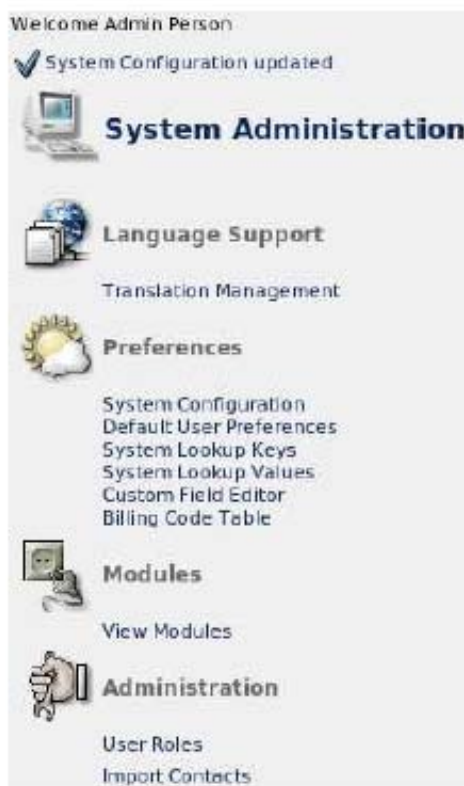 Welcome Admin Person
System Configuration updated
System Administration
Language Support
Translation Management
Preferences
System Configuration
Default User Preferences
System Lookup Keys
System Lookup Values
Custom Field Editor
Billing Code Table
Modules
View Modules
Administration
User Roles
Import Contacts